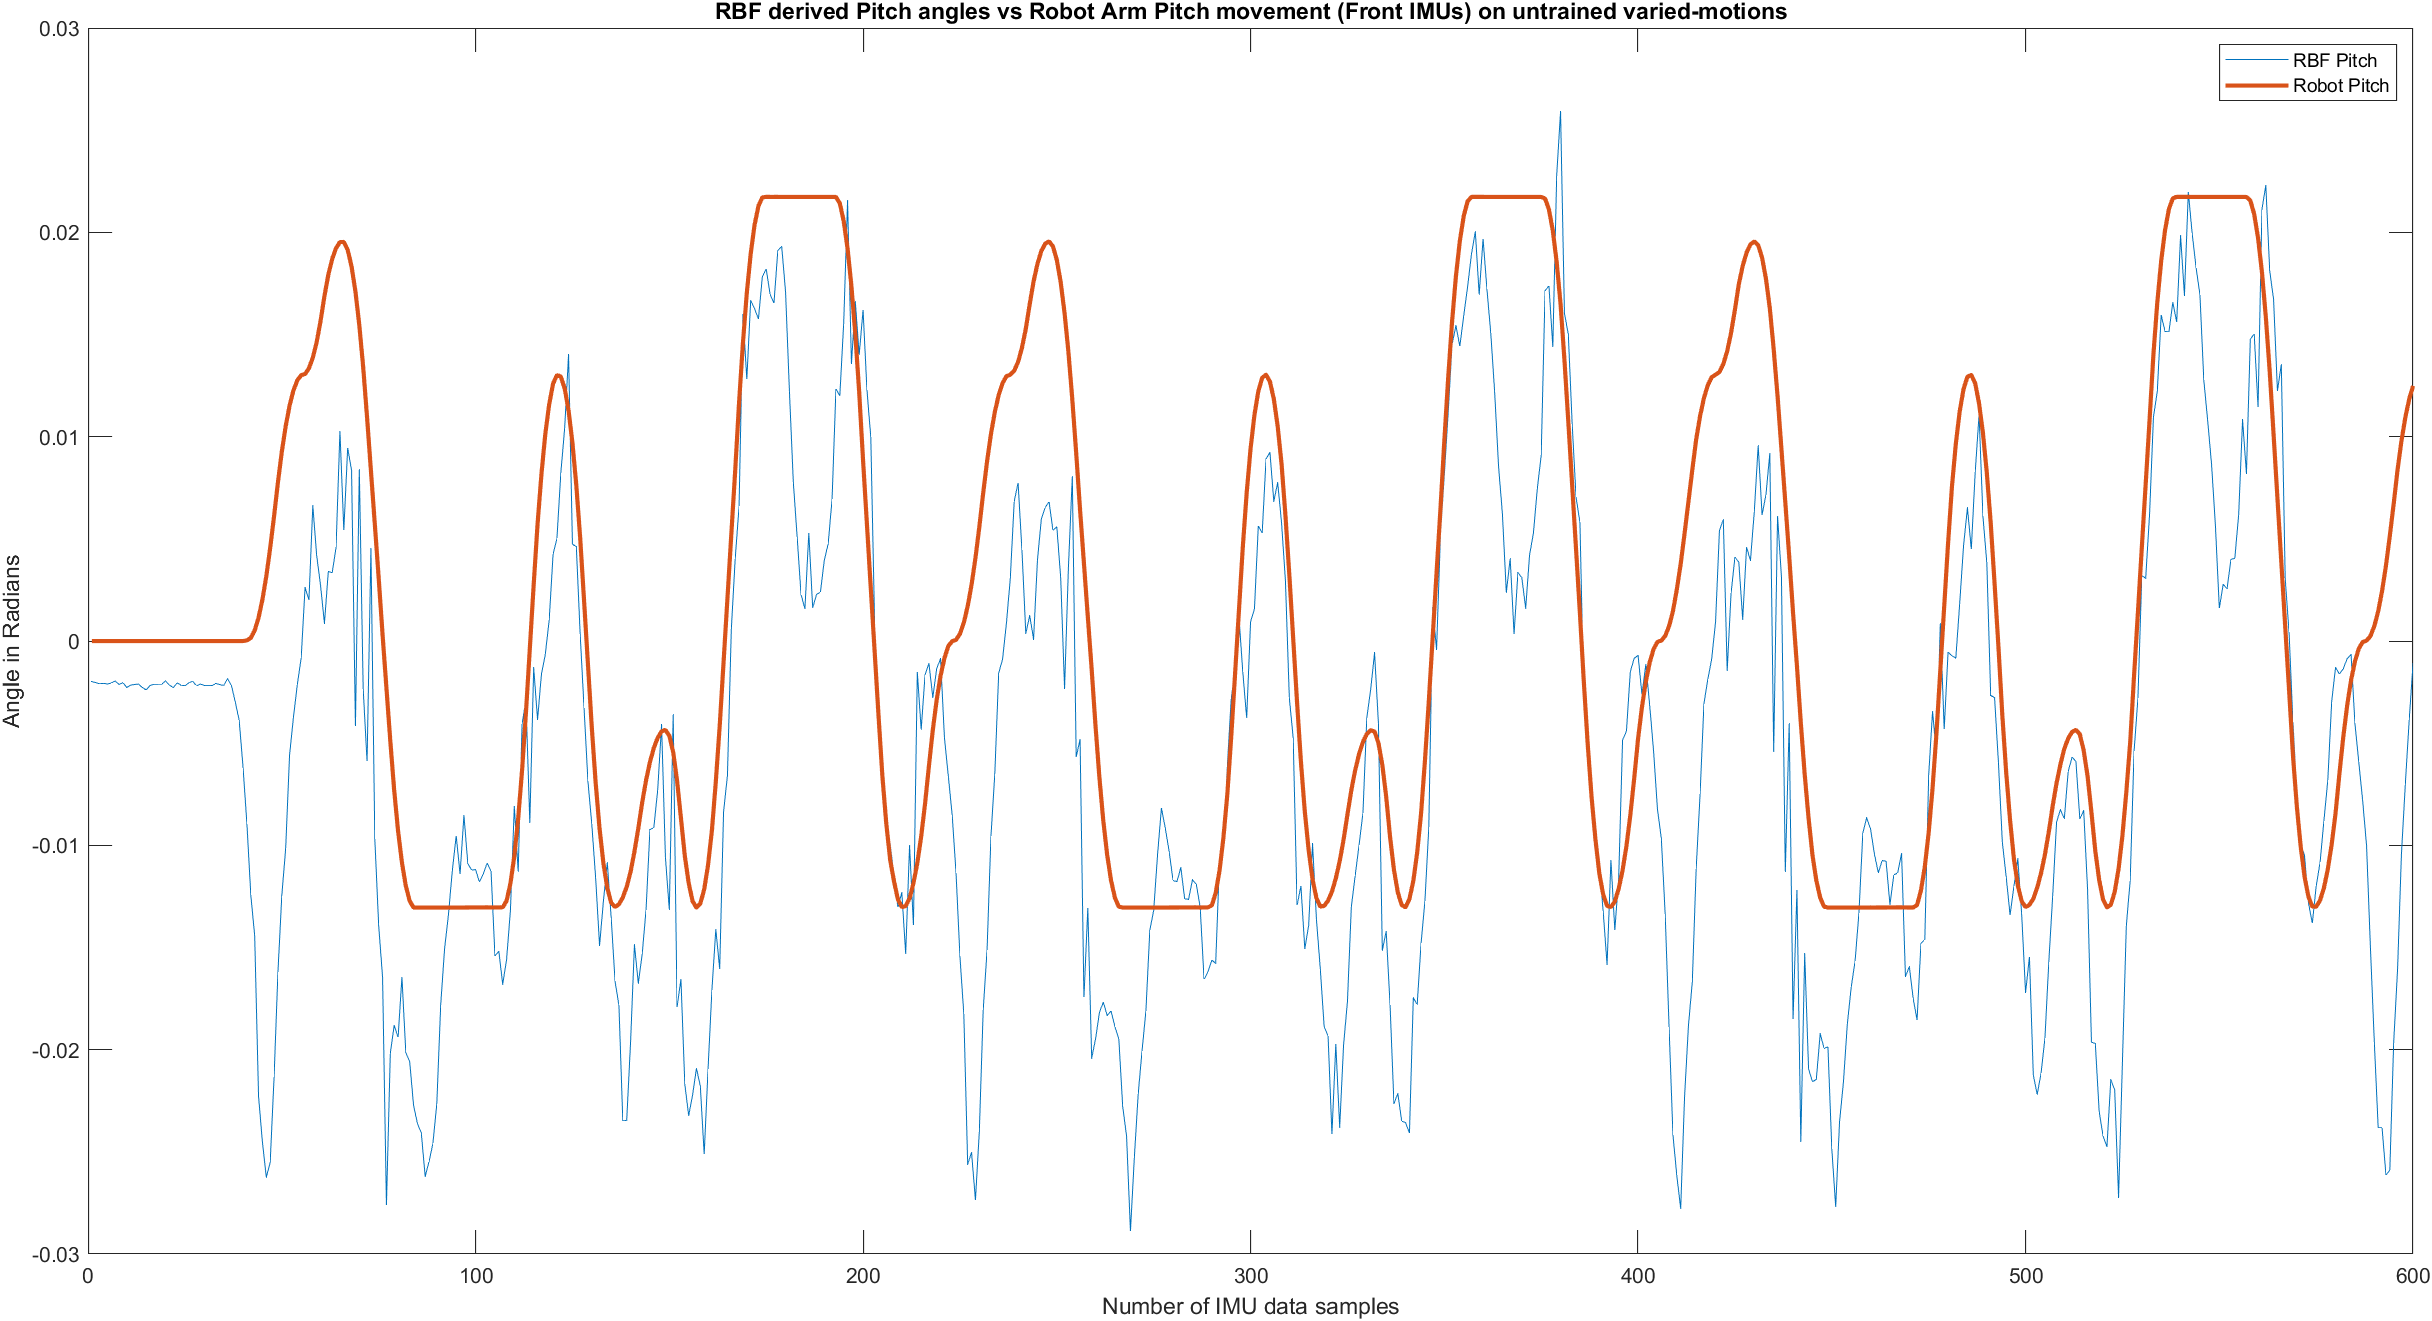 RBF derived Pitch angles vs Robot Arm Pitch movement (Front IMUs) on untrained varied-motions
RBF Pitch
Robot Pitch
Angle in Radians
0.03
0.02
0.01
0
-0.01
-0.02
-0.03
0 100 200 300 400 500 600
Number of IMU data samples